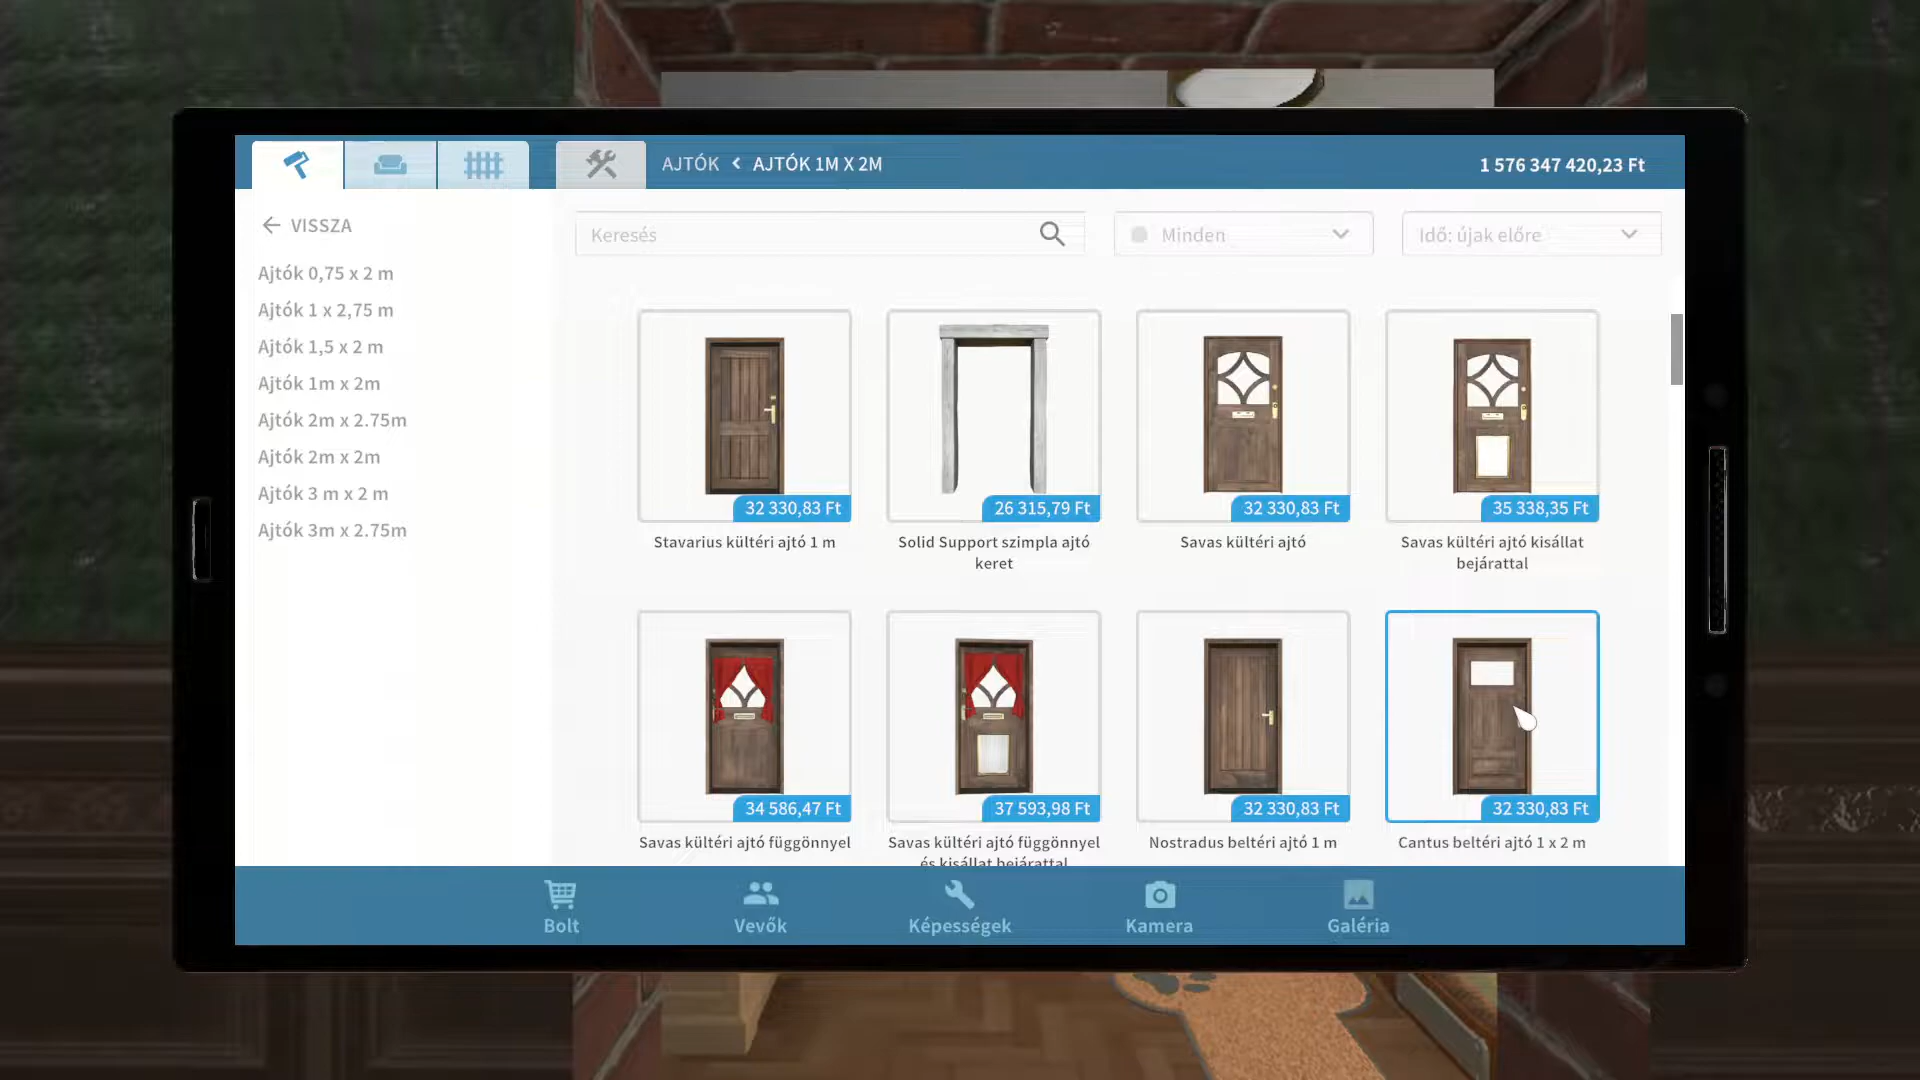 AJTÓK < AJTÓK 1M X 2M
1 576 347 420,23 Ft
VISSZA
Keresés
Minden
Idő: újak előre
Ajtók 0,75 x 2 m
Ajtók 1 x 2,75 m
Ajtók 1,5 x 2 m
Ajtók 1m x 2m
Ajtók 2m x 2.75m
Ajtók 2m x 2m
Ajtók 3 m x 2 m
Ajtók 3m x 2.75m
32 330,83 Ft
Stavarius kültéri ajtó 1 m
26 315,79 Ft
Solid Support szimpla ajtó
keret
32 330,83 Ft
Savas kültéri ajtó
35 338,35 Ft
Savas kültéri ajtó kisállat
bejárattal
34 586,47 Ft
Savas kültéri ajtó függönnyel
37 593,98 Ft
Savas kültéri ajtó függönnyel
és kisállat bejárattal
32 330,83 Ft
Nostradus beltéri ajtó 1 m
32 330,83 Ft
Cantus beltéri ajtó 1 x 2 m
Bolt
Vevők
Képességek
Kamera
Galéria